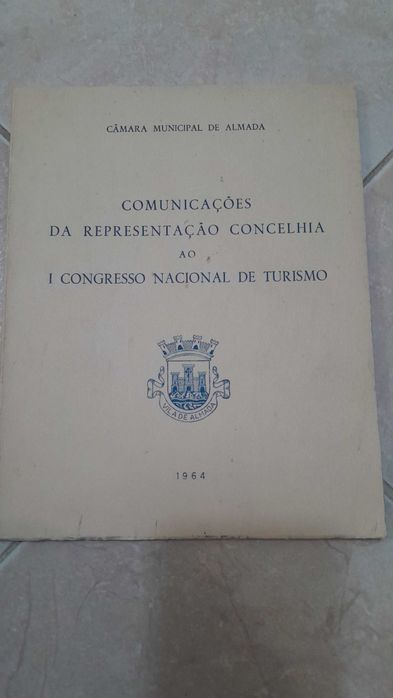 CÂMARA MUNICIPAL DE ALMADA
COMUNICAÇÕES
DA REPRESENTAÇÃO CONCELHIA
AO
I CONGRESSO NACIONAL DE TURISMO
VILA DE ALMADA
1964